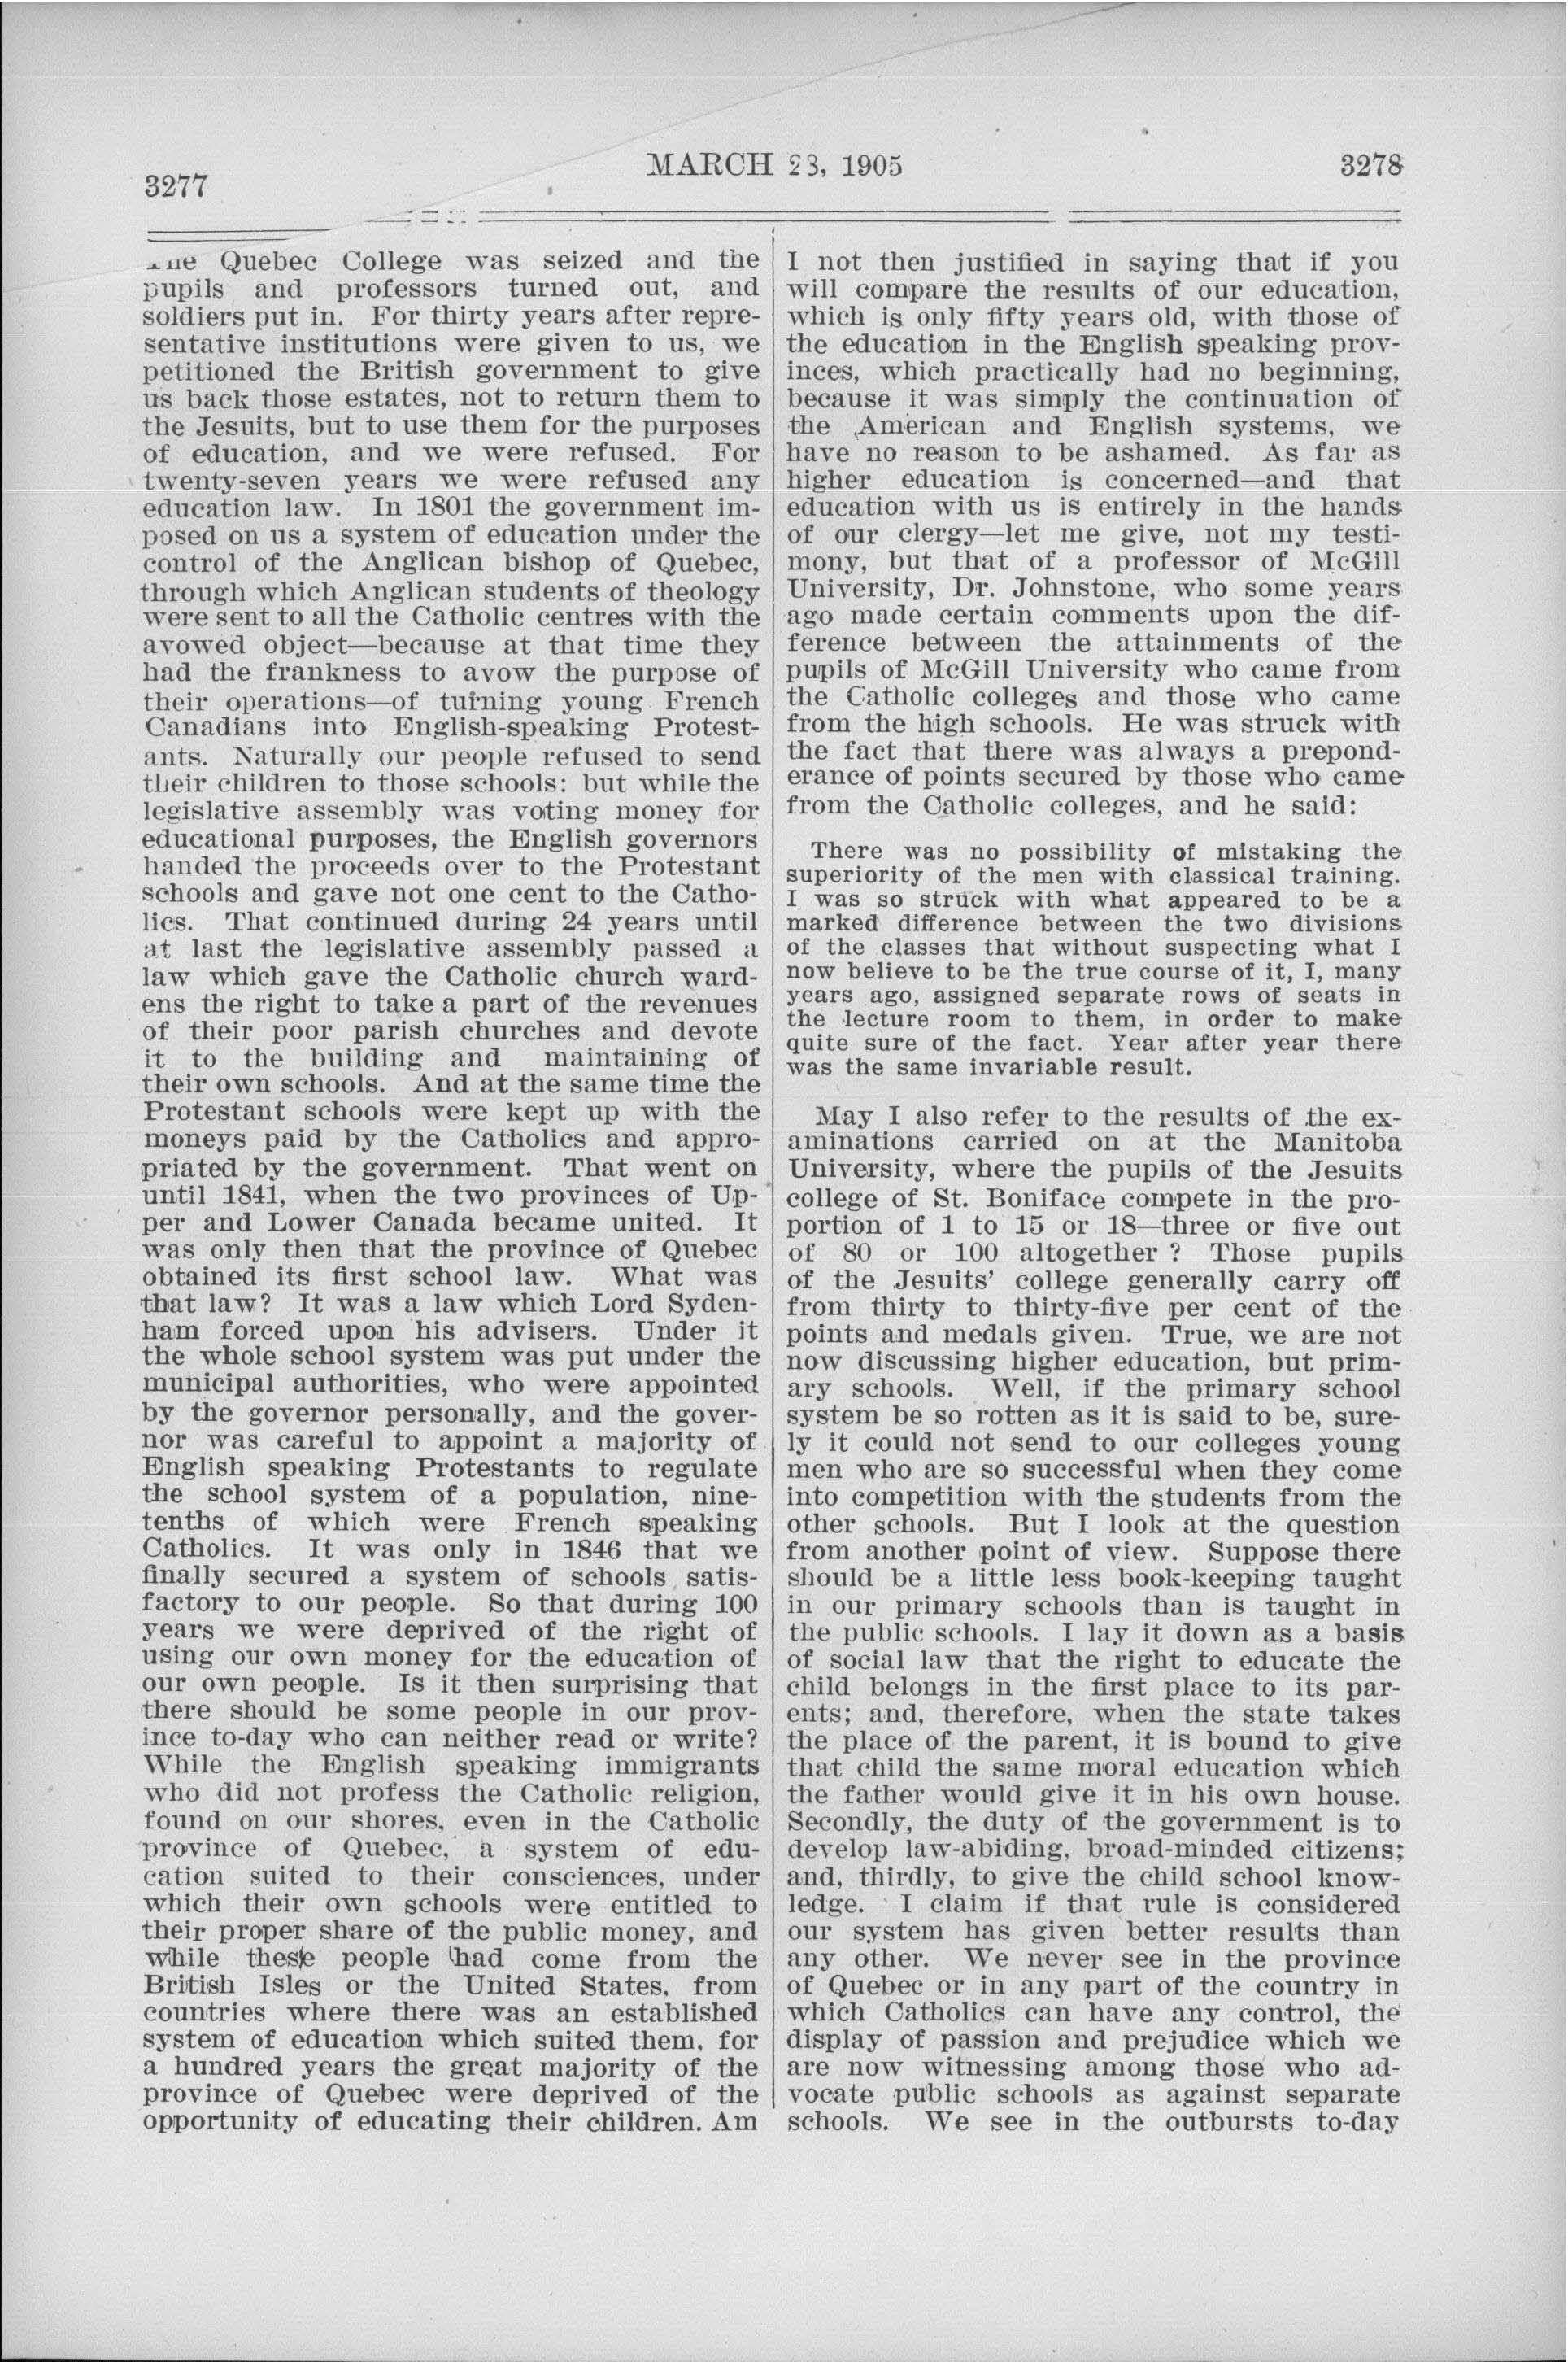 MARCH 23, 1905
3277
3278
The Quebec College was seized and the
pupils and professors turned out, and
soldiers put in. For thirty years after repre-
sentative institutions were given to us, we
petitioned the British government to give
us back those estates, not to return them to
the Jesuits, but to use them for the purposes
of education, and we were refused. For
twenty-seven years we were refused any
education law. In 1801 the government im-
posed on us a system of education under the
control of the Anglican bishop of Quebec,
through which Anglican students of theology
were sent to all the Catholic centres with the
avowed object—because at that time they
had the frankness to avow the purpose of
their operations—of turning young French
Canadians into English-speaking Protest-
ants. Naturally our people refused to send
their children to those schools: but while the
legislative assembly was voting money for
educational purposes, the English governors
handed the proceeds over to the Protestant
schools and gave not one cent to the Catho-
lics. That continued during 24 years until
at last the legislative assembly passed a
law which gave the Catholic church ward-
ens the right to take a part of the revenues
of their poor parish churches and devote
it to the building and maintaining of
their own schools. And at the same time the
Protestant schools were kept up with the
moneys paid by the Catholics and appro-
priated by the government. That went on
until 1841, when the two provinces of Up-
per and Lower Canada became united. It
was only then that the province of Quebec
obtained its first school law. What was
that law? It was a law which Lord Syden-
ham forced upon his advisers. Under it
the whole school system was put under the
municipal authorities, who were appointed
by the governor personally, and the gover-
nor was careful to appoint a majority of
English speaking Protestants to regulate
the school system of a population, nine-
tenths of which were French speaking
Catholics. It was only in 1846 that we
finally secured a system of schools satis-
factory to our people. So that during 100
years we were deprived of the right of
using our own money for the education of
our own people. Is it then surprising that
there should be some people in our prov-
ince to-day who can neither read or write?
While the English speaking immigrants
who did not profess the Catholic religion,
found on our shores, even in the Catholic
province of Quebec, a system of edu-
cation suited to their consciences, under
which their own schools were entitled to
their proper share of the public money, and
while these people had come from the
British Isles or the United States, from
countries where there was an established
system of education which suited them, for
a hundred years the great majority of the
province of Quebec were deprived of the
opportunity of educating their children. Am
I not then justified in saying that if you
will compare the results of our education,
which is only fifty years old, with those of
the education in the English speaking prov-
inces, which practically had no beginning,
because it was simply the continuation of
the American and English systems, we
have no reason to be ashamed. As far as
higher education is concerned—and that
education with us is entirely in the hands
of our clergy—let me give, not my testi-
mony, but that of a professor of McGill
University, Dr. Johnstone, who some years
ago made certain comments upon the dif-
ference between the attainments of the
pupils of McGill University who came from
the Catholic colleges and those who came
from the high schools. He was struck with
the fact that there was always a prepond-
erance of points secured by those who came
from the Catholic colleges, and he said:
There was no possibility of mistaking the
superiority of the men with classical training.
I was so struck with what appeared to be a
marked difference between the two divisions
of the classes that without suspecting what I
now believe to be the true course of it, I, many
years ago, assigned separate rows of seats in
the lecture room to them, in order to make
quite sure of the fact. Year after year there
was the same invariable result.
May I also refer to the results of the ex-
aminations carried on at the Manitoba
University, where the pupils of the Jesuits
college of St. Boniface compete in the pro-
portion of 1 to 15 or 18—three or five out
of 80 or 100 altogether ? Those pupils
of the Jesuits' college generally carry off
from thirty to thirty-five per cent of the
points and medals given. True, we are not
now discussing higher education, but prim-
ary schools. Well, if the primary school
system be so rotten as it is said to be, sure-
ly it could not send to our colleges young
men who are so successful when they come
into competition with the students from the
other schools. But I look at the question
from another point of view. Suppose there
should be a little less book-keeping taught
in our primary schools than is taught in
the public schools. I lay it down as a basis
of social law that the right to educate the
child belongs in the first place to its par-
ents; and, therefore, when the state takes
the place of the parent, it is bound to give
that child the same moral education which
the father would give it in his own house.
Secondly, the duty of the government is to
develop law-abiding, broad-minded citizens;
and, thirdly, to give the child school know-
ledge. I claim if that rule is considered
our system has given better results than
any other. We never see in the province
of Quebec or in any part of the country in
which Catholics can have any control, the
display of passion and prejudice which we
are now witnessing among those who ad-
vocate public schools as against separate
schools. We see in the outbursts to-day